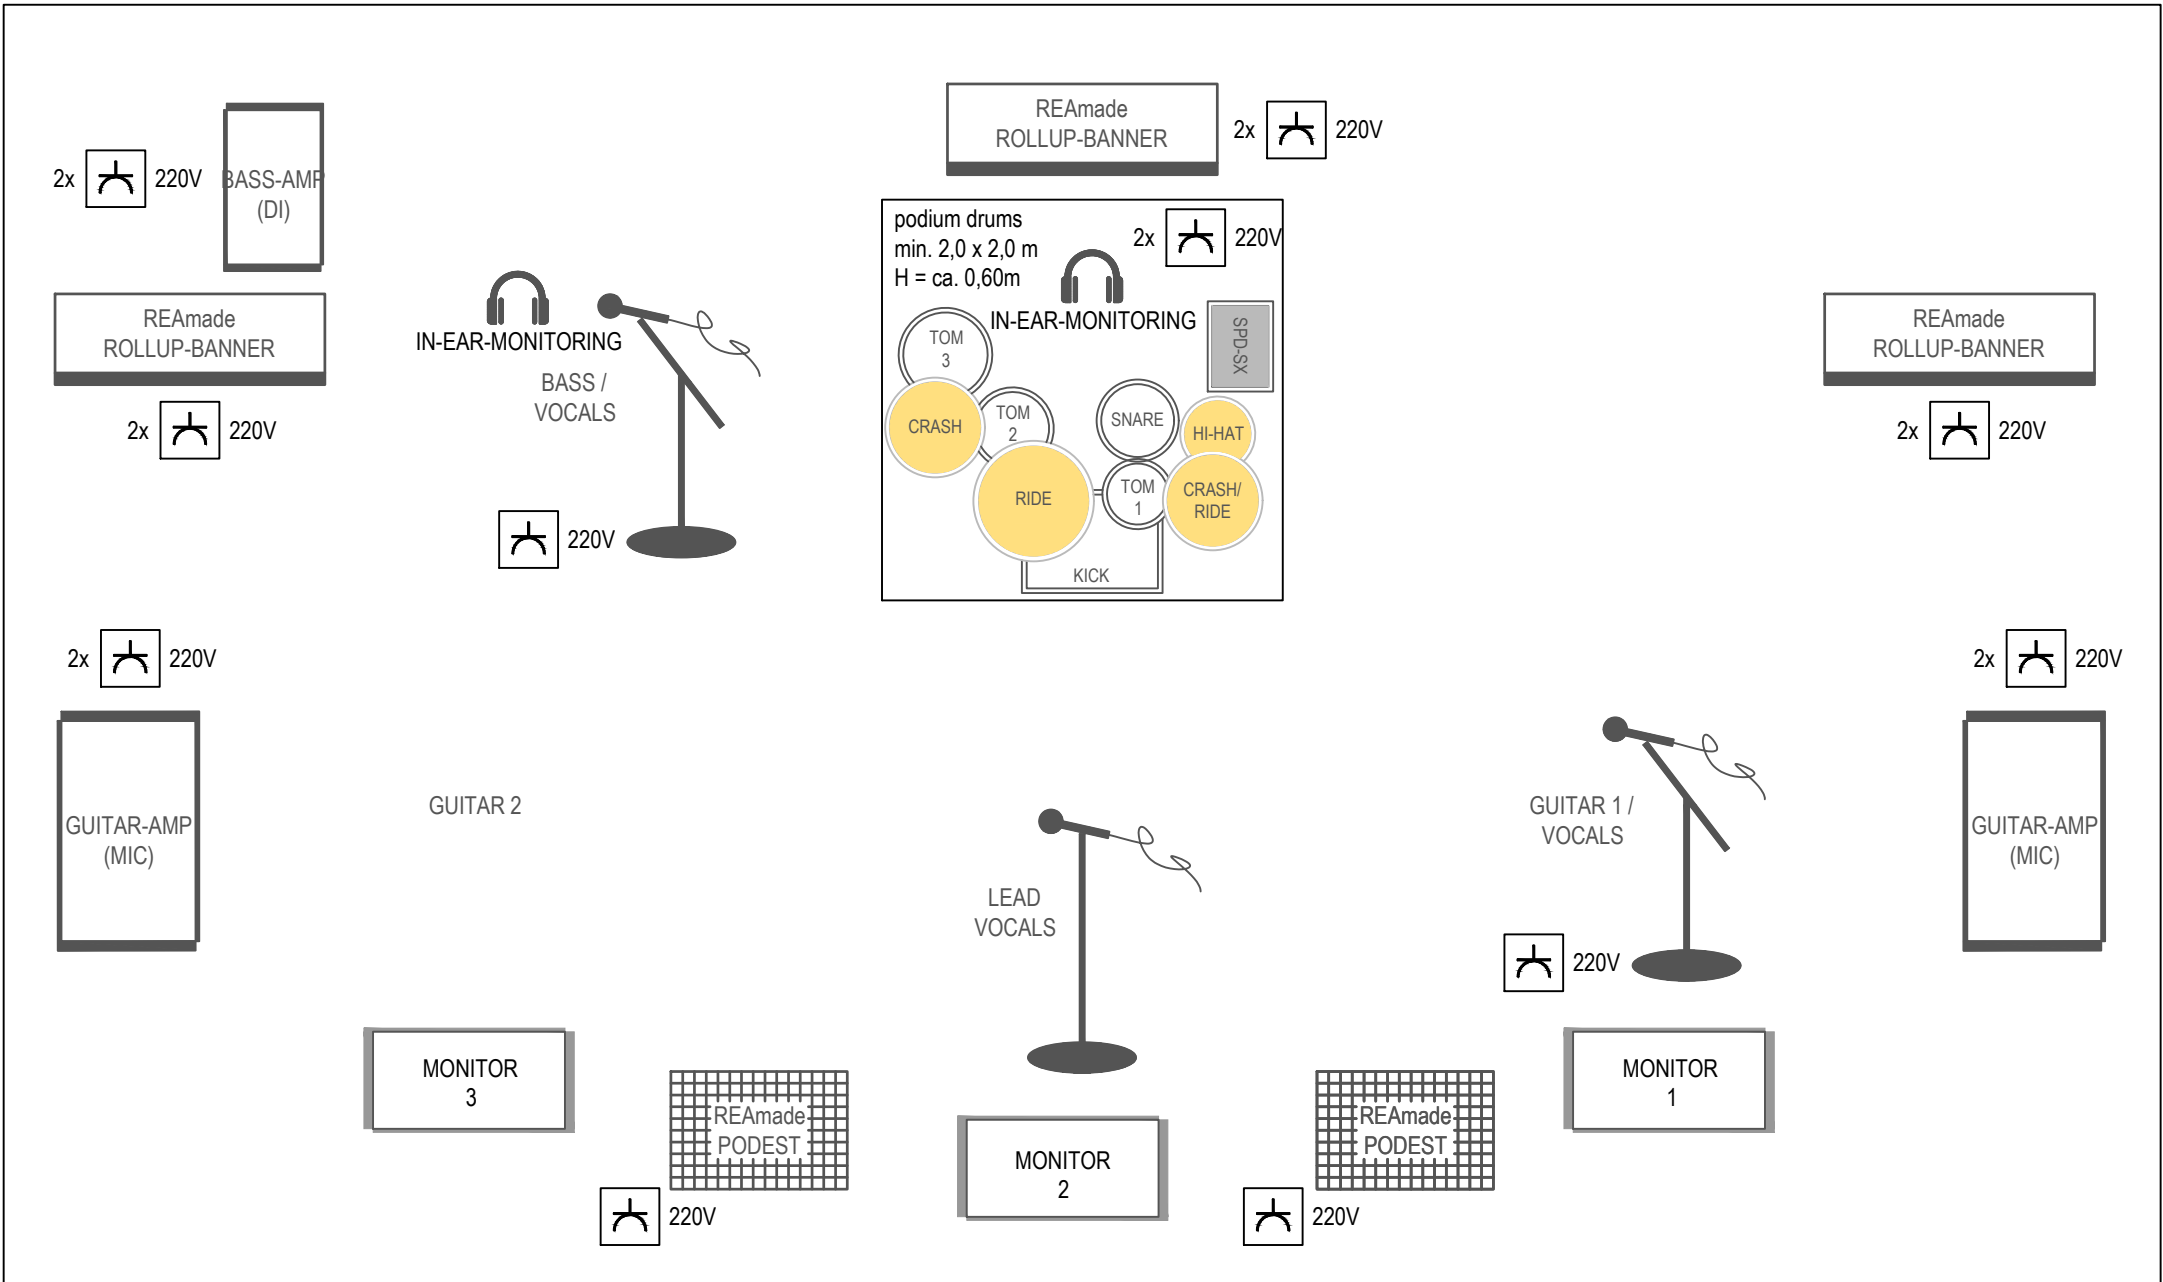 REAmade
ROLLUP-BANNER
2x 220V
2x 220V
BASS-AMP
(DI)
podium drums
min. 2,0 x 2,0 m
H = ca. 0,60m
2x 220V
IN-EAR-MONITORING
SPD-SX
TOM
3
CRASH
TOM
2
SNARE
HI-HAT
RIDE
TOM
1
CRASH/
RIDE
KICK
REAmade
ROLLUP-BANNER
2x 220V
IN-EAR-MONITORING
BASS /
VOCALS
220V
REAmade
ROLLUP-BANNER
2x 220V
2x 220V
GUITAR-AMP
(MIC)
GUITAR 2
LEAD
VOCALS
GUITAR 1 /
VOCALS
220V
2x 220V
GUITAR-AMP
(MIC)
MONITOR
3
REAmade
PODEST
220V
MONITOR
2
REAmade
PODEST
220V
MONITOR
1